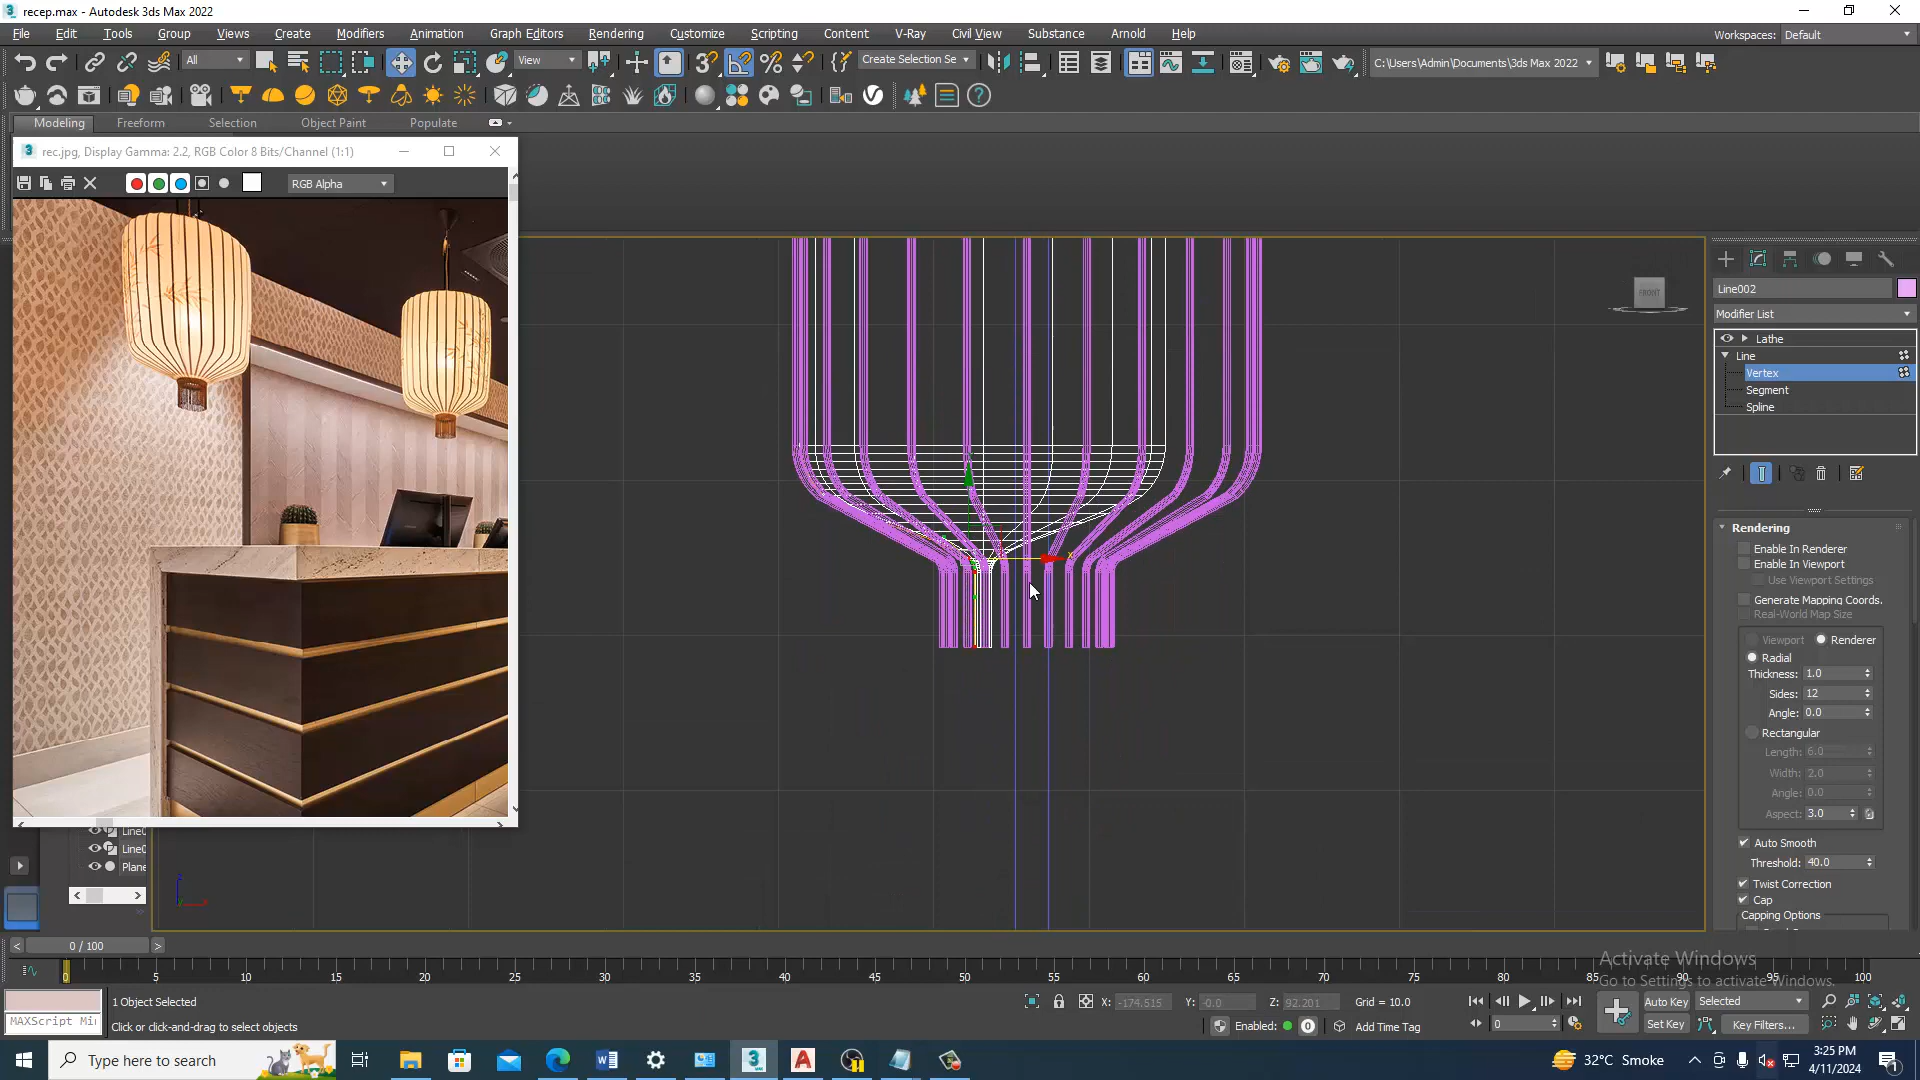 recep.max - Autodesk 3ds Max 2022
File Edit Tools Group Views Create Modifiers Animation Graph Editors Rendering Customize Scripting Content V-Ray Civil View Substance Arnold Help
Workspaces: Default
All
View
Create Selection Se
C:\Users\Admin\Documents\3ds Max 2022
Modeling Freeform Selection Object Paint Populate
rec.jpg, Display Gamma: 2.2, RGB Color 8 Bits/Channel (1:1)
RGB Alpha
FRONT
x
Line002
Modifier List
Lathe
Line
Vertex
Segment
Spline
Rendering
Enable In Renderer
Enable In Viewport
Use Viewport Settings
Generate Mapping Coords.
Real-World Map Size
Viewport Renderer
Radial
Thickness: 1.0
Sides: 12
Angle: 0.0
Rectangular
Length: 6.0
Width: 2.0
Angle: 0.0
Aspect: 3.0
Auto Smooth
Threshold: 40.0
Twist Correction
Cap
Capping Options
Plane
0 / 100
0 5 10 15 20 25 30 35 40 45 50 55 60 65 70 75 80 85 90 95 100
Activate Windows
Go to Settings to activate Windows.
1 Object Selected
Click or click-and-drag to select objects
MAXScript Mi
X: -174.515 Y: -0.0 Z: 92.201 Grid = 10.0
Enabled: 0 Add Time Tag
0
Auto Key Selected
Set Key Key Filters...
Type here to search
32°C Smoke
3:25 PM
4/11/2024